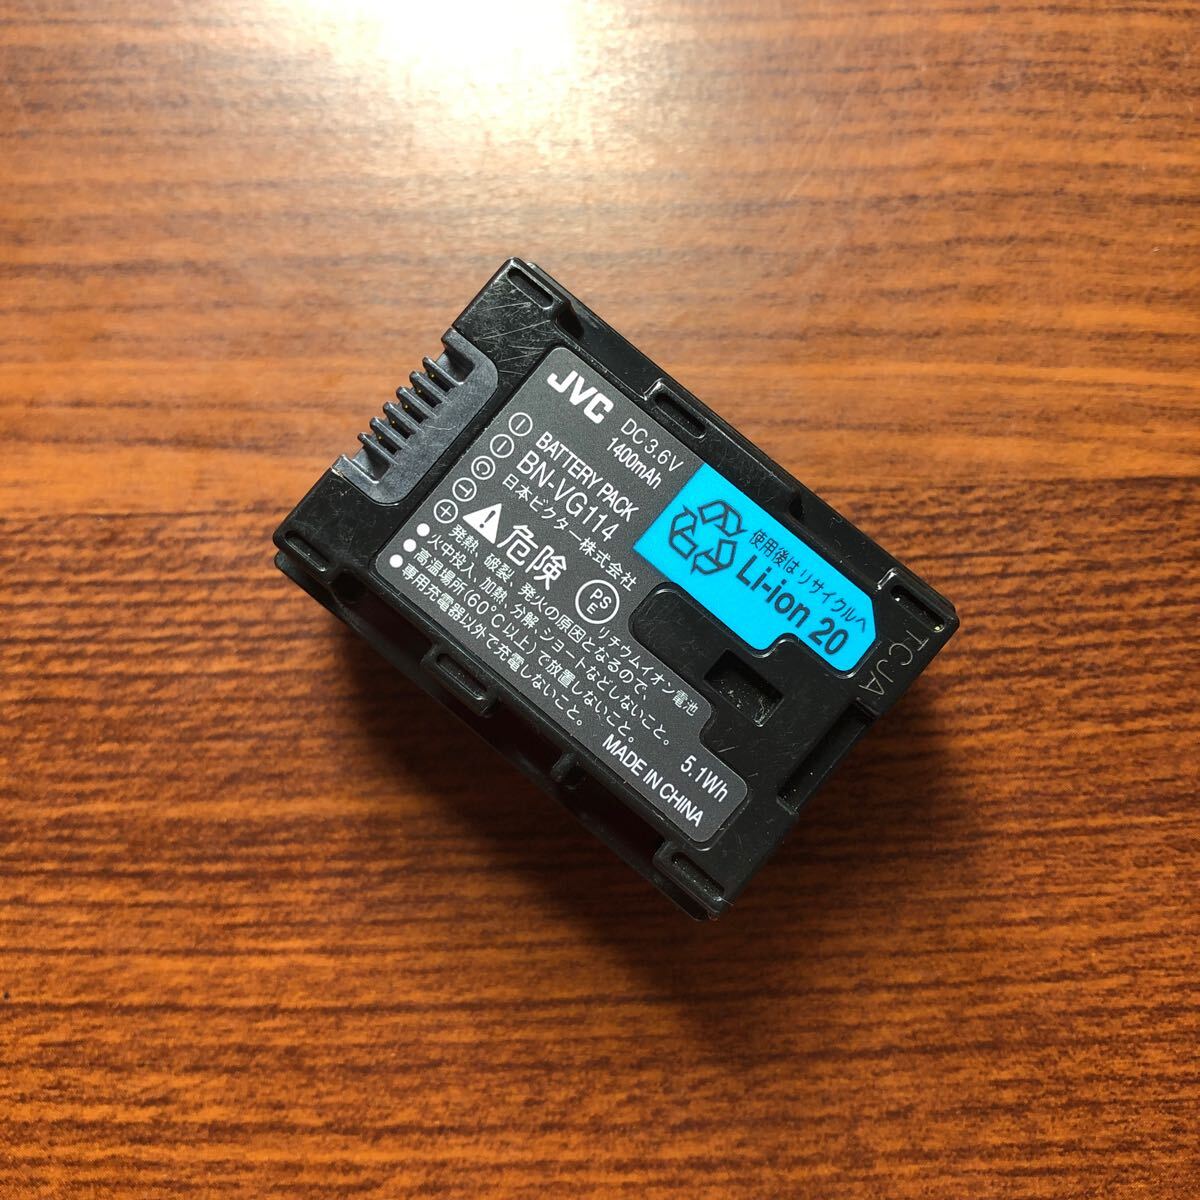 JVC
DC3.6V
1400mAh
BATTERY PACK
BN-VG114
日本ビクター株式会社
危険
PS
E
リチウムイオン電池
発熱、破裂、発火の原因となるので、
●火中投入、加熱、分解、ショートなどしないこと。
●高温場所(60°C以上)で放置しないこと。
●専用充電器以外で充電しないこと。
5.1Wh
MADE IN CHINA
使用後はリサイクルへ
Li-ion 20
TCJA